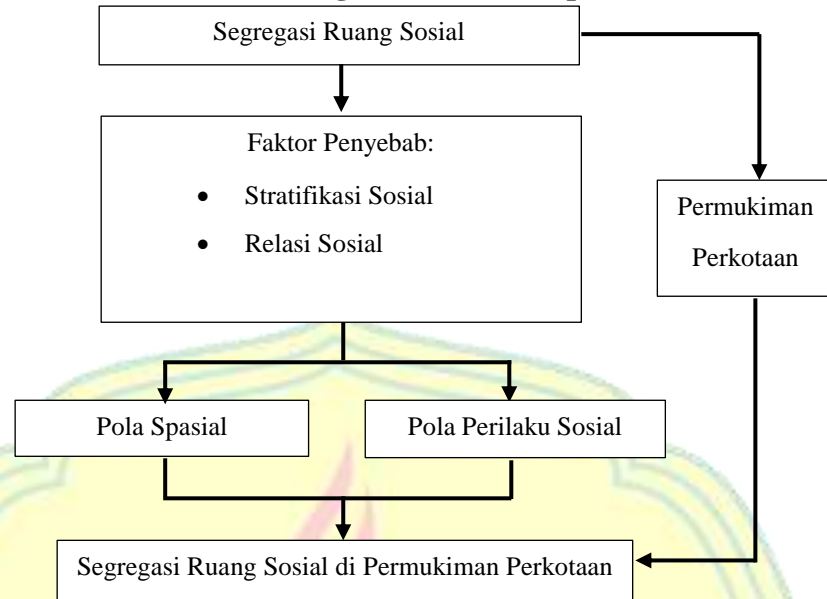 Segregasi Ruang Sosial
Faktor Penyebab:
• Stratifikasi Sosial
• Relasi Sosial
Permukiman
Perkotaan
Pola Spasial
Pola Perilaku Sosial
Segregasi Ruang Sosial di Permukiman Perkotaan